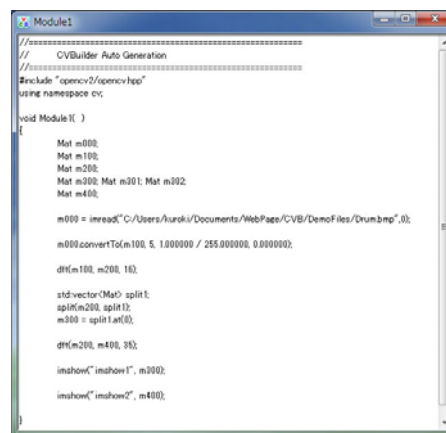 Module1
//==========================================================
//	CVBuilder Auto Generation
//==========================================================
#include "opencv2/opencv.hpp"
using namespace cv;
void Module1( )
{
Mat m000;
Mat m100;
Mat m200;
Mat m300; Mat m301; Mat m302;
Mat m400;
m000 = imread("C:/Users/kuroki/Documents/WebPage/CVB/DemoFiles/Drum.bmp",0);
m000.convertTo(m100, 5, 1.000000 / 255.000000, 0.000000);
dft(m100, m200, 16);
std::vector<Mat> split1;
split(m200, split1);
m300 = split1.at(0);
dft(m200, m400, 35);
imshow("imshow1", m300);
imshow("imshow2", m400);
}